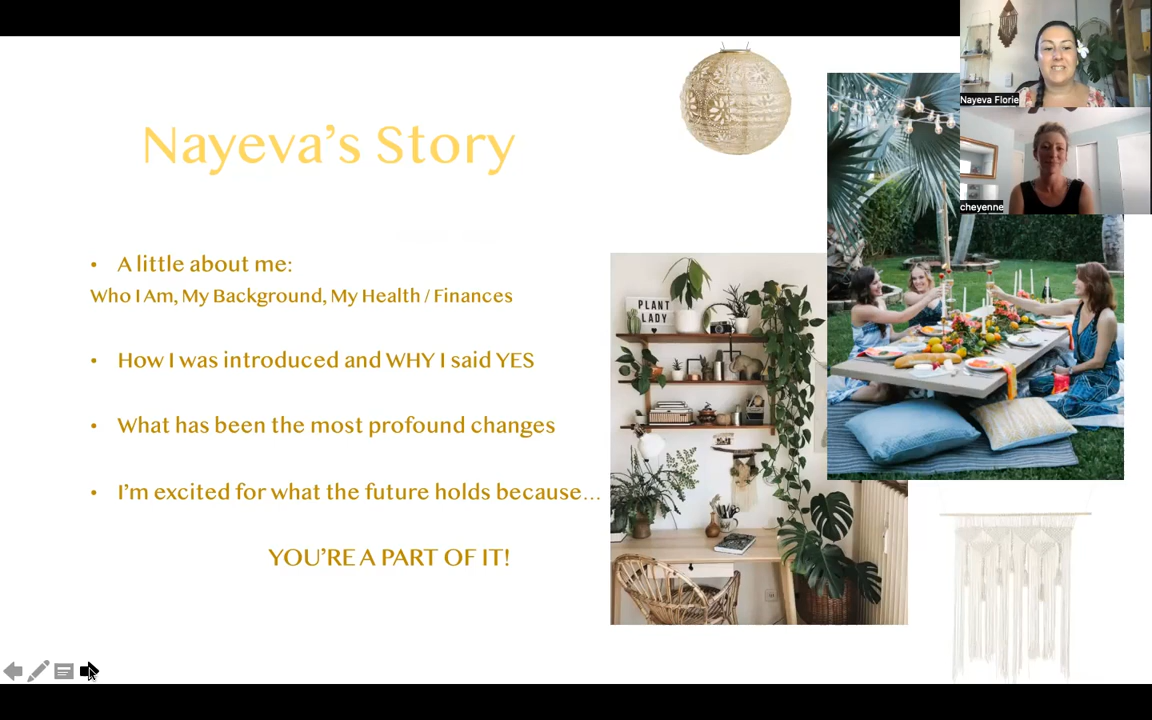 Nayeva's Story
• A little about me:
Who I Am, My Background, My Health / Finances
• How I was introduced and WHY I said YES
• What has been the most profound changes
• I'm excited for what the future holds because...
YOU'RE A PART OF IT!
PLANT
LADY
Nayeva Florie
cheyenne